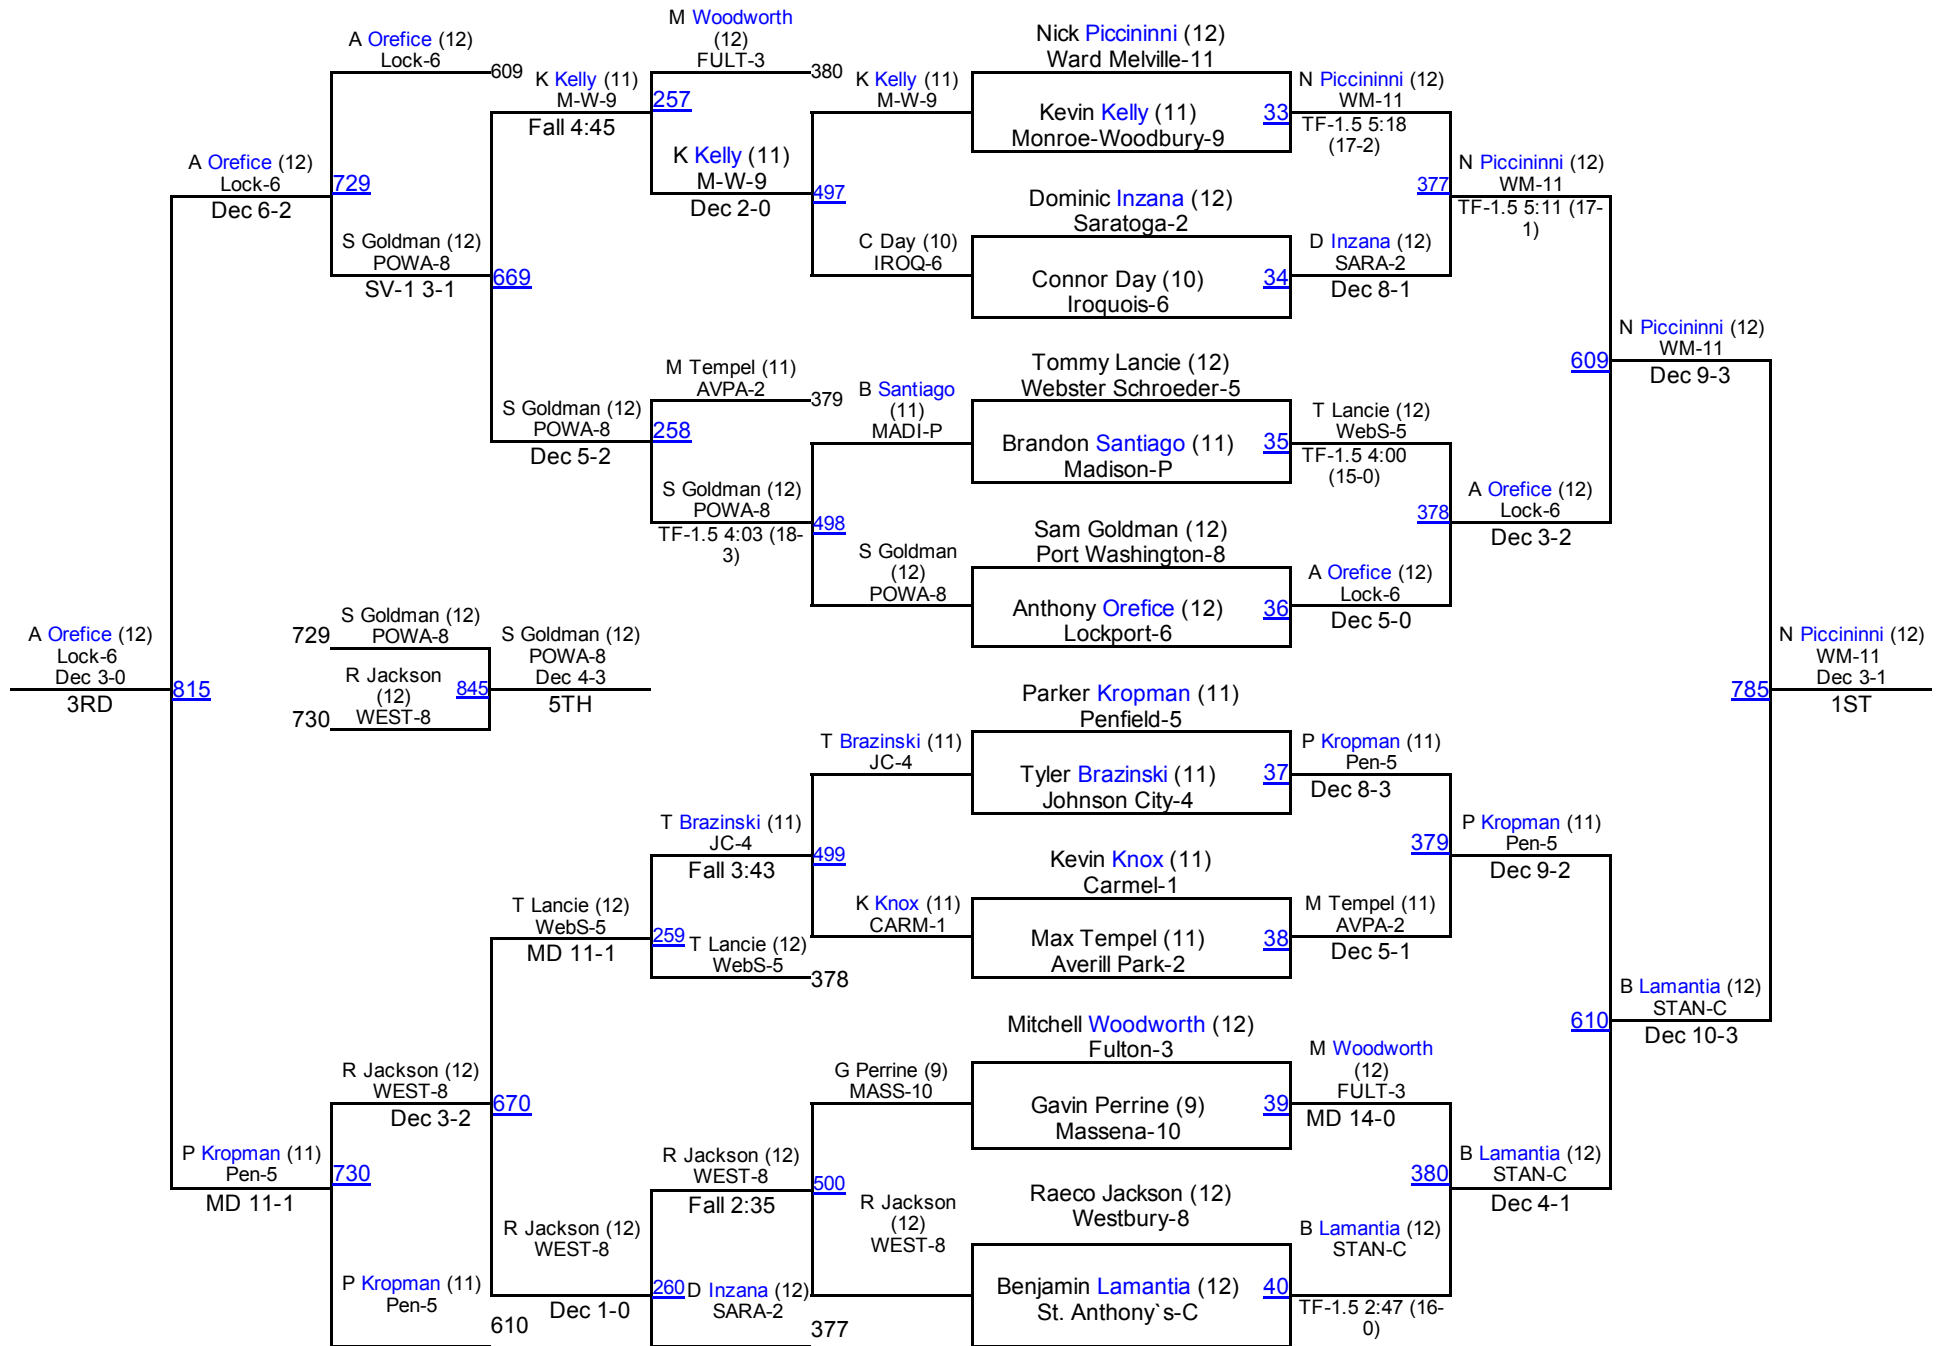 A Orefice (12)
Lock-6
609
A Orefice (12)
Lock-6
Dec 6-2
729
S Goldman (12)
POWA-8
SV-1 3-1
K Kelly (11)
M-W-9
Fall 4:45
669
S Goldman (12)
POWA-8
Dec 5-2
M Woodworth
(12)
FULT-3
380
257
K Kelly (11)
M-W-9
Dec 2-0
M Tempel (11)
AVPA-2
379
258
S Goldman (12)
POWA-8
TF-1.5 4:03 (18-
3)
K Kelly (11)
M-W-9
497
C Day (10)
IROQ-6
B Santiago
(11)
MADI-P
498
S Goldman
(12)
POWA-8
Nick Piccininni (12)
Ward Melville-11
Kevin Kelly (11)
Monroe-Woodbury-9
33
Dominic Inzana (12)
Saratoga-2
Connor Day (10)
Iroquois-6
34
Tommy Lancie (12)
Webster Schroeder-5
Brandon Santiago (11)
Madison-P
35
Sam Goldman (12)
Port Washington-8
Anthony Orefice (12)
Lockport-6
36
N Piccininni (12)
WM-11
TF-1.5 5:18
(17-2)
377
D Inzana (12)
SARA-2
Dec 8-1
T Lancie (12)
WebS-5
TF-1.5 4:00
(15-0)
378
A Orefice (12)
Lock-6
Dec 5-0
N Piccininni (12)
WM-11
TF-1.5 5:11 (17-
1)
609
A Orefice (12)
Lock-6
Dec 3-2
N Piccininni (12)
WM-11
Dec 9-3
A Orefice (12)
Lock-6
Dec 3-0
3RD
815
729
S Goldman (12)
POWA-8
R Jackson
(12)
WEST-8
730
845
S Goldman (12)
POWA-8
Dec 4-3
5TH
785
N Piccininni (12)
WM-11
Dec 3-1
1ST
P Kropman (11)
Pen-5
MD 11-1
R Jackson (12)
WEST-8
Dec 3-2
730
P Kropman (11)
Pen-5
610
T Lancie (12)
WebS-5
MD 11-1
670
R Jackson (12)
WEST-8
Dec 1-0
T Brazinski (11)
JC-4
Fall 3:43
259
T Lancie (12)
WebS-5
378
R Jackson (12)
WEST-8
Fall 2:35
260
D Inzana (12)
SARA-2
377
T Brazinski (11)
JC-4
499
K Knox (11)
CARM-1
G Perrine (9)
MASS-10
500
R Jackson
(12)
WEST-8
Parker Kropman (11)
Penfield-5
Tyler Brazinski (11)
Johnson City-4
37
Kevin Knox (11)
Carmel-1
Max Tempel (11)
Averill Park-2
38
Mitchell Woodworth (12)
Fulton-3
Gavin Perrine (9)
Massena-10
39
Raeco Jackson (12)
Westbury-8
Benjamin Lamantia (12)
St. Anthony`s-C
40
P Kropman (11)
Pen-5
Dec 8-3
379
M Tempel (11)
AVPA-2
Dec 5-1
M Woodworth
(12)
FULT-3
MD 14-0
380
B Lamantia (12)
STAN-C
TF-1.5 2:47 (16-
0)
P Kropman (11)
Pen-5
Dec 9-2
610
B Lamantia (12)
STAN-C
Dec 4-1
B Lamantia (12)
STAN-C
Dec 10-3